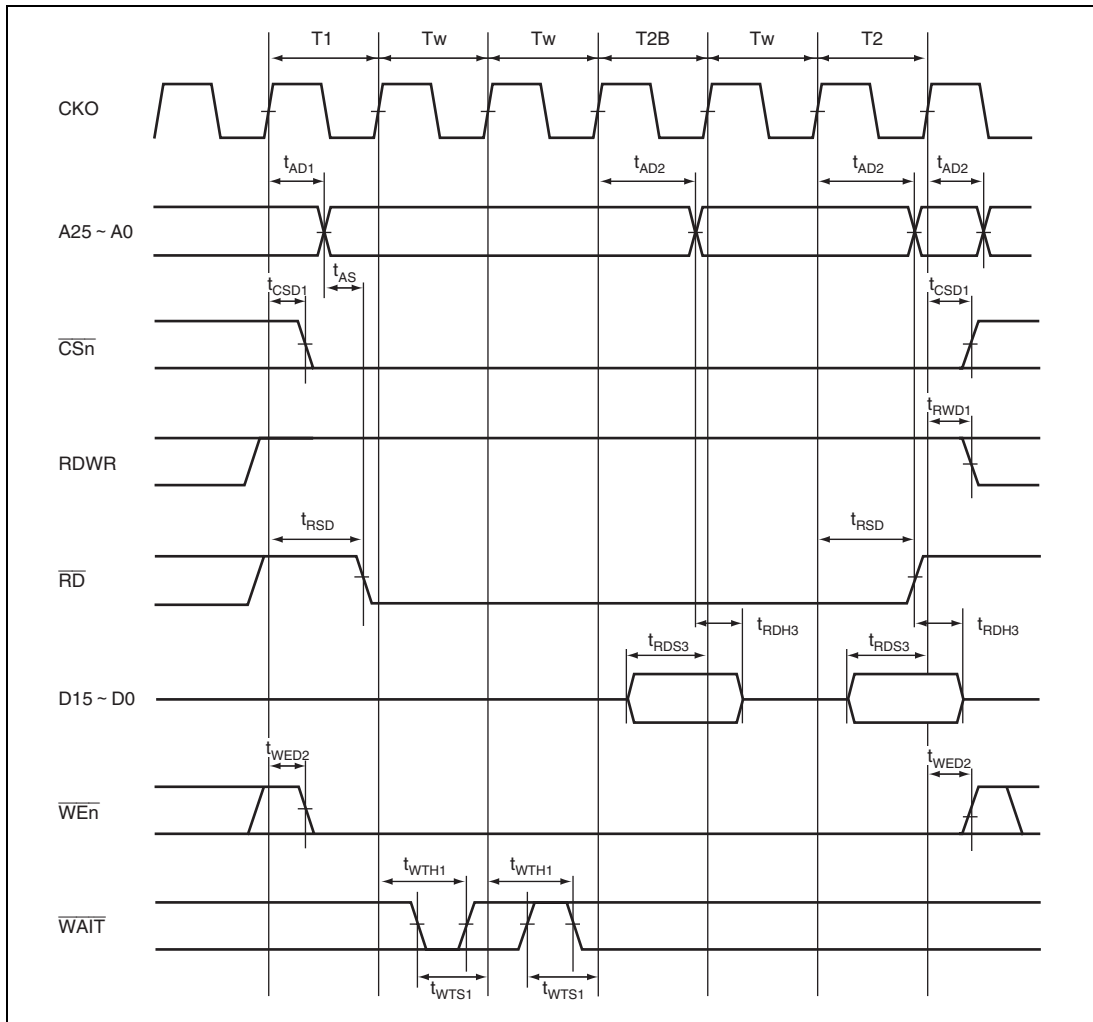 T1 Tw Tw T2B Tw T2
CKO
tAD1 tAD2 tAD2 tAD2
A25 ~ A0
tAS
tCSD1 tCSD1
CSn
tRWD1
RDWR
tRSD tRSD
RD
tRDH3 tRDH3
tRDS3 tRDS3
D15 ~ D0
tWED2 tWED2
WEn
tWTH1 tWTH1
WAIT
tWTS1 tWTS1